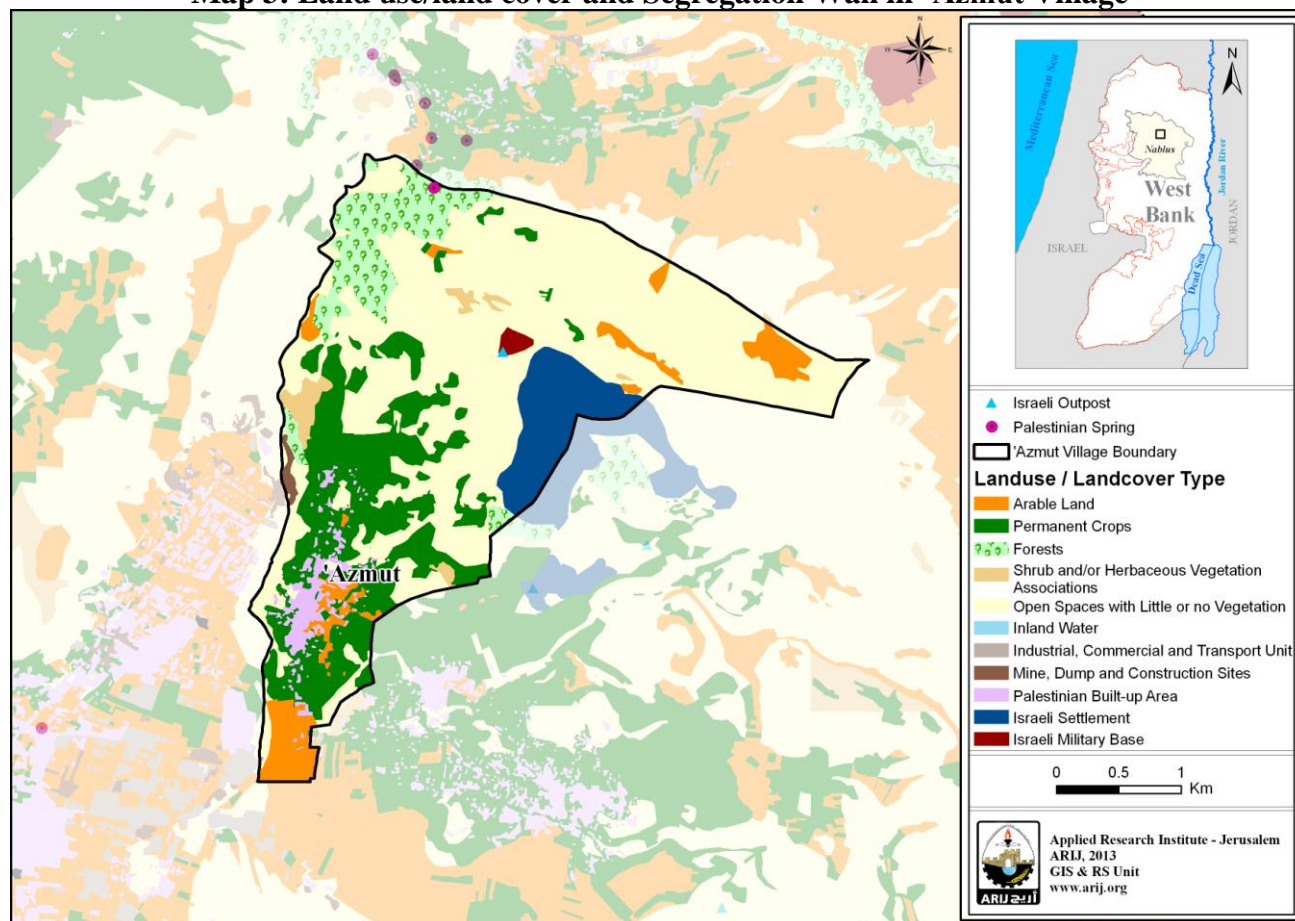 Map 3: Land use/land cover and Segregation Wall in 'Azmut Village
N
W
E
S
'Azmut
N
Mediterranean Sea
Nablus
West
Bank
Jordan River
ISRAEL
JORDAN
Dead Sea
Israeli Outpost
Palestinian Spring
'Azmut Village Boundary
Landuse / Landcover Type
Arable Land
Permanent Crops
Forests
Shrub and/or Herbaceous Vegetation
Associations
Open Spaces with Little or no Vegetation
Inland Water
Industrial, Commercial and Transport Unit
Mine, Dump and Construction Sites
Palestinian Built-up Area
Israeli Settlement
Israeli Military Base
0 0.5 1
Km
Applied Research Institute - Jerusalem
ARIJ, 2013
GIS & RS Unit
www.arij.org
ARIJ أريج